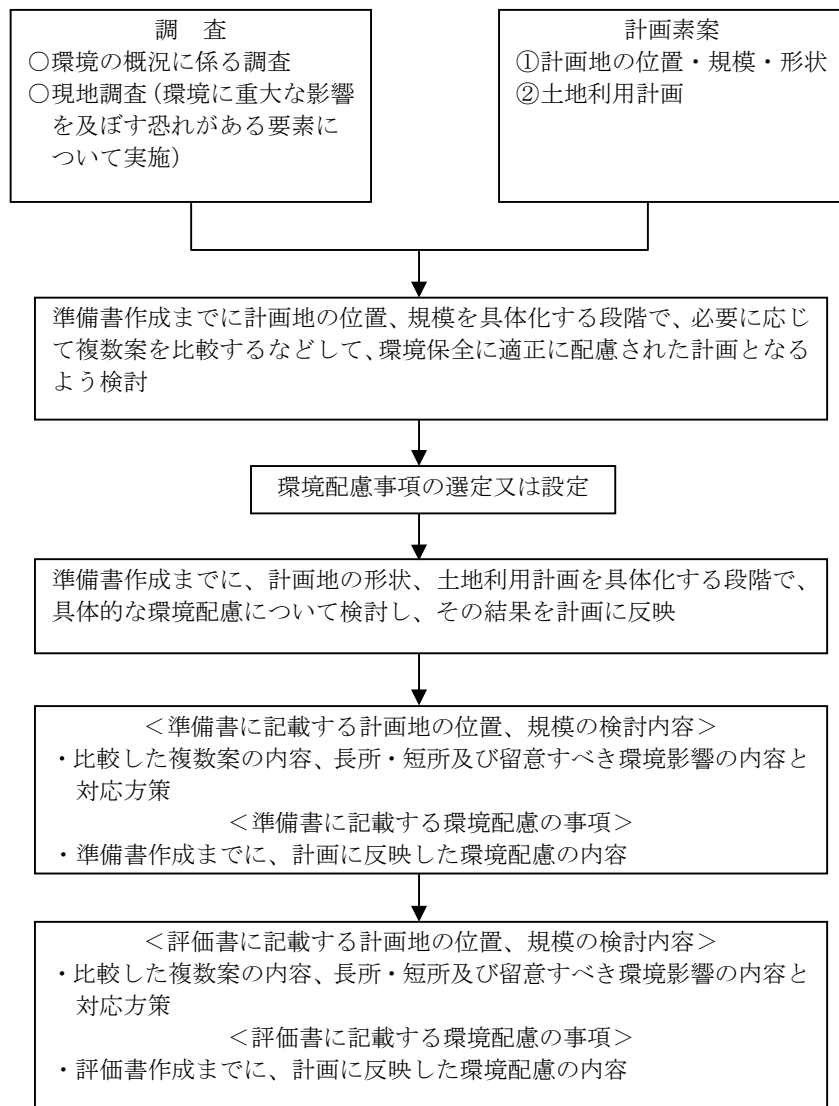 調　査
○環境の概況に係る調査
○現地調査（環境に重大な影響
を及ぼす恐れがある要素に
ついて実施）
計画素案
①計画地の位置・規模・形状
②土地利用計画
準備書作成までに計画地の位置、規模を具体化する段階で、必要に応じ
て複数案を比較するなどして、環境保全に適正に配慮された計画となる
よう検討
環境配慮事項の選定又は設定
準備書作成までに、計画地の形状、土地利用計画を具体化する段階で、
具体的な環境配慮について検討し、その結果を計画に反映
＜準備書に記載する計画地の位置、規模の検討内容＞
・比較した複数案の内容、長所・短所及び留意すべき環境影響の内容と
対応方策
＜準備書に記載する環境配慮の事項＞
・準備書作成までに、計画に反映した環境配慮の内容
＜評価書に記載する計画地の位置、規模の検討内容＞
・比較した複数案の内容、長所・短所及び留意すべき環境影響の内容と
対応方策
＜評価書に記載する環境配慮の事項＞
・評価書作成までに、計画に反映した環境配慮の内容